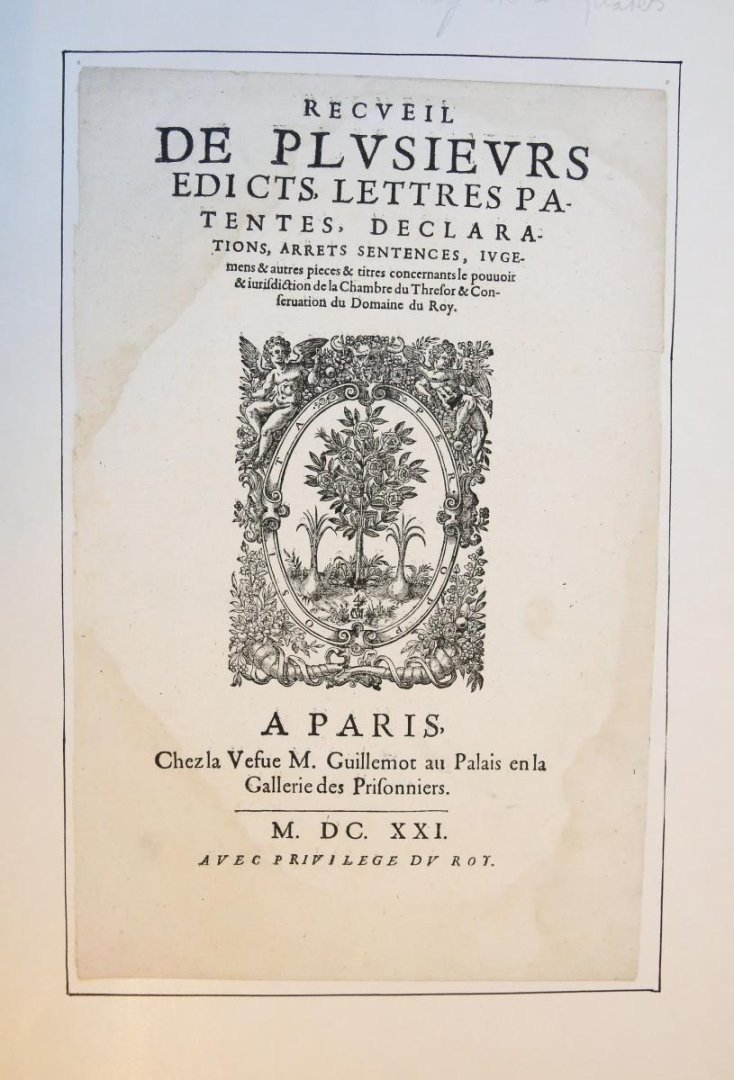 RECVEIL
DE PLVSIEVRS
EDICTS, LETTRES PA-
TENTES, DECLARA-
TIONS, ARRETS SENTENCES, IVGE-
mens & autres pieces & titres concernants le pouuoir
& iuriſdiction de la Chambre du Threſor & Con-
ſeruation du Domaine du Roy.
PER OPPOSITA
A PARIS,
Chez la Vefue M. Guillemot au Palais en la
Gallerie des Priſonniers.
M. DC. XXI.
AVEC PRIVILEGE DV ROY.